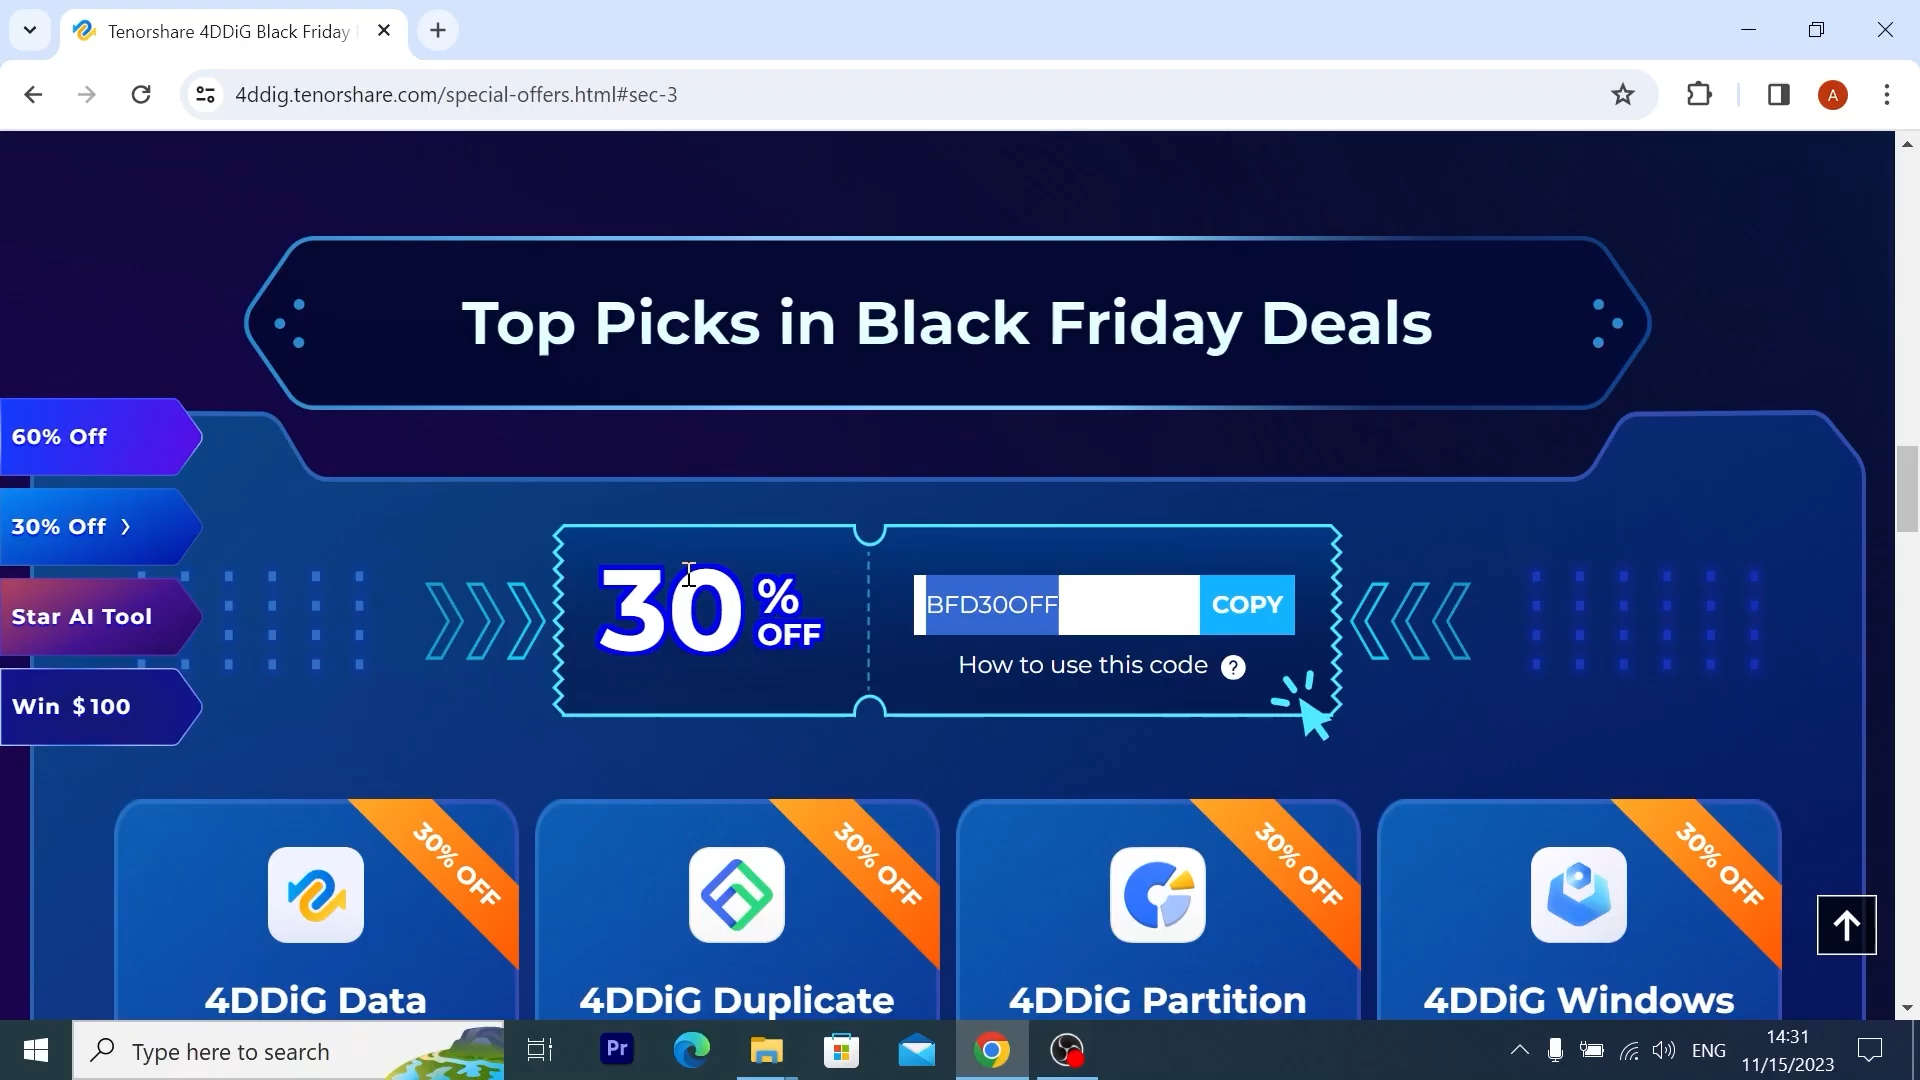 Tenorshare 4DDiG Black Friday
4ddig.tenorshare.com/special-offers.html#sec-3
A
Top Picks in Black Friday Deals
60% Off
30% Off
Star AI Tool
Win $100
30 % OFF
BFD30OFF
COPY
How to use this code ?
30% OFF
30% OFF
30% OFF
30% OFF
4DDiG Data
4DDiG Duplicate
4DDiG Partition
4DDiG Windows
Type here to search
Pr
ENG
14:31
11/15/2023